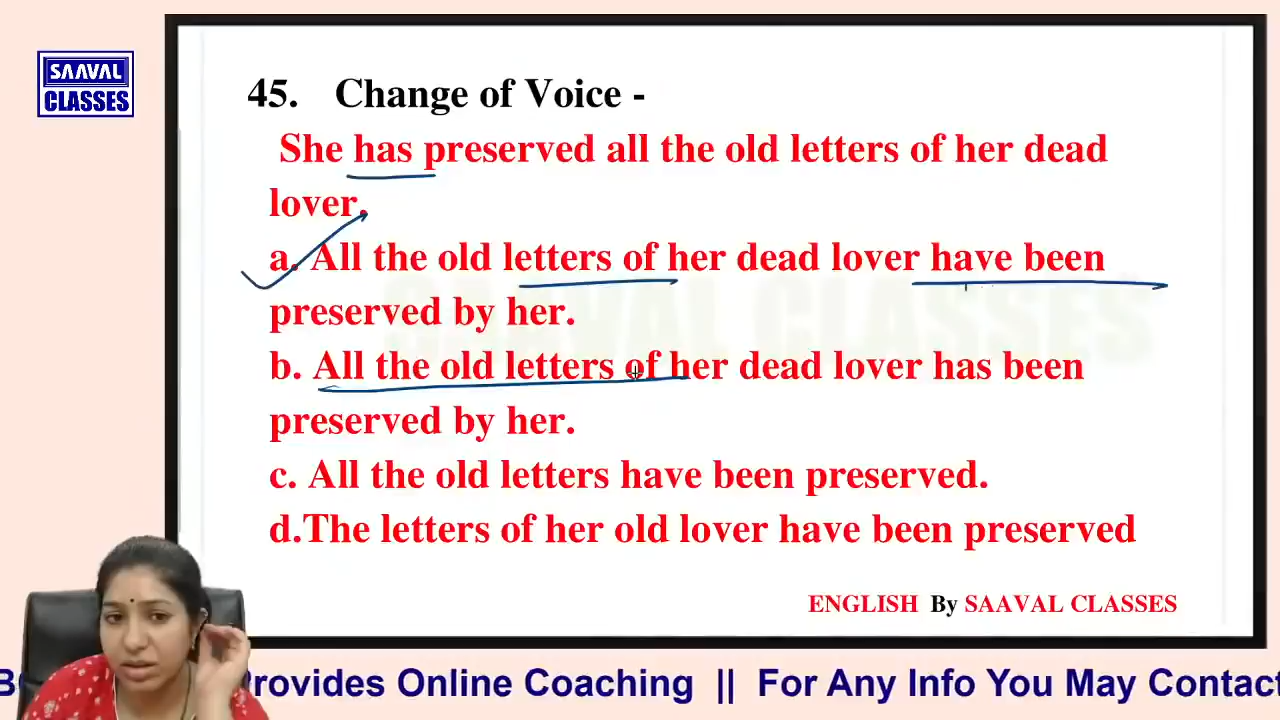 SAAVAL
CLASSES
45. Change of Voice -
She has preserved all the old letters of her dead
lover.
a. All the old letters of her dead lover have been
preserved by her.
b. All the old letters of her dead lover has been
preserved by her.
c. All the old letters have been preserved.
d.The letters of her old lover have been preserved
SAAVAL CLASSES
ENGLISH By SAAVAL CLASSES
Provides Online Coaching || For Any Info You May Contact